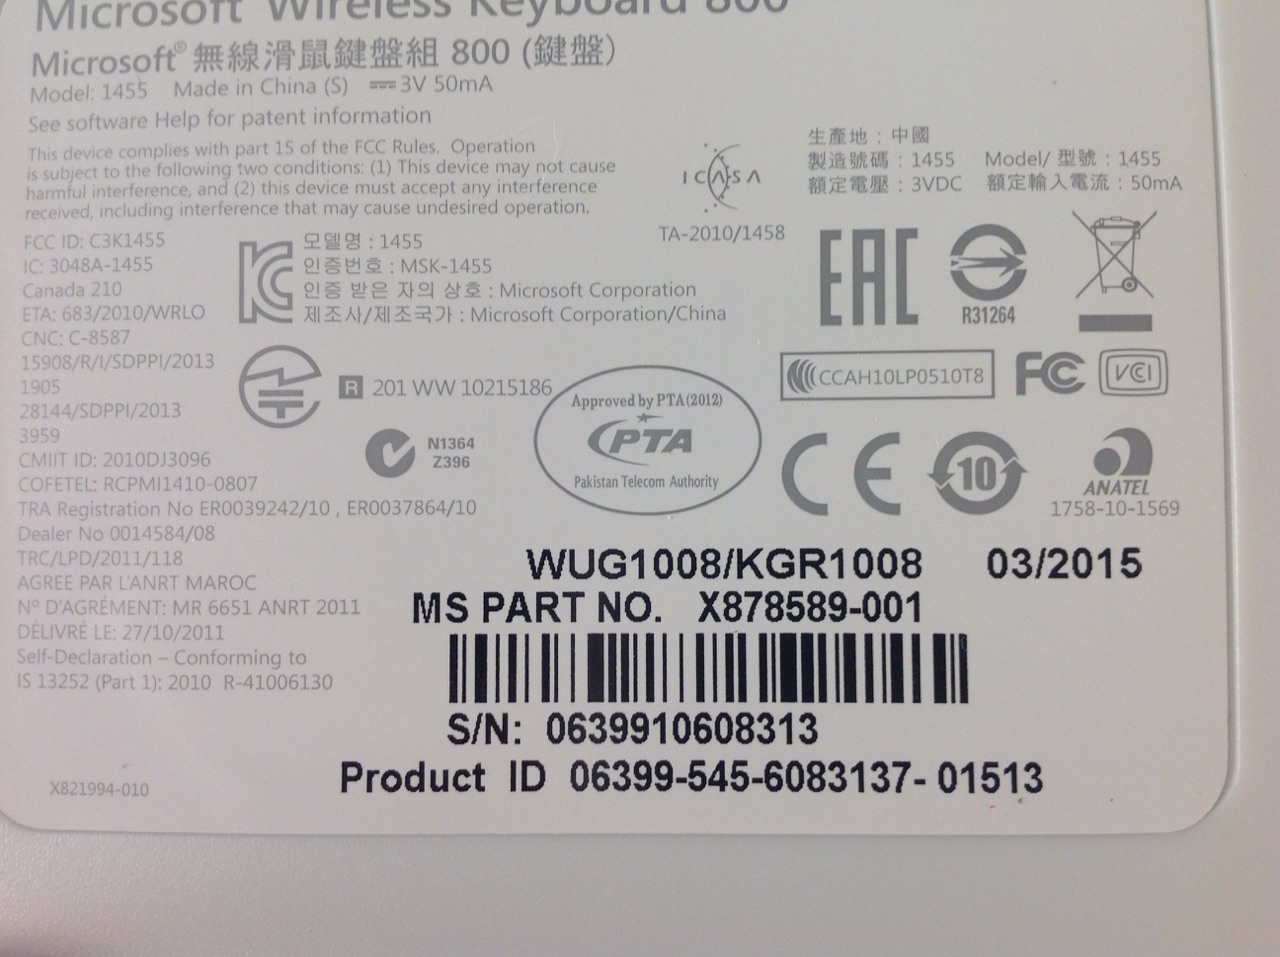 Microsoft® Wireless Keyboard 800
Microsoft® 無線滑鼠鍵盤組 800 (鍵盤)
Model: 1455 Made in China (S) 3V 50mA
See software Help for patent information
This device complies with part 15 of the FCC Rules. Operation
is subject to the following two conditions: (1) This device may not cause
harmful interference, and (2) this device must accept any interference
received, including interference that may cause undesired operation.
ICASA
TA-2010/1458
生產地 : 中國
製造號碼 : 1455 Model/ 型號 : 1455
額定電壓 : 3VDC 額定輸入電流 : 50mA
FCC ID: C3K1455
IC: 3048A-1455
Canada 210
ETA: 683/2010/WRLO
CNC: C-8587
15908/R/I/SDPPI/2013
1905
28144/SDPPI/2013
3959
CMIIT ID: 2010DJ3096
COFETEL: RCPMI1410-0807
TRA Registration No ER0039242/10 , ER0037864/10
Dealer No 0014584/08
TRC/LPD/2011/118
AGREE PAR L'ANRT MAROC
Nº D'AGRÉMENT: MR 6651 ANRT 2011
DÉLIVRÉ LE: 27/10/2011
Self-Declaration – Conforming to
IS 13252 (Part 1): 2010 R-41006130
모델명 : 1455
인증번호 : MSK-1455
인증 받은 자의 상호 : Microsoft Corporation
제조사/제조국가 : Microsoft Corporation/China
EAC
R31264
R 201 WW 10215186
N1364
Z396
Approved by PTA (2012)
PTA
Pakistan Telecom Authority
CCAH10LP0510T8
FC
VCI
CE
10
ANATEL
1758-10-1569
WUG1008/KGR1008 03/2015
MS PART NO. X878589-001
S/N: 0639910608313
Product ID 06399-545-6083137- 01513
X821994-010